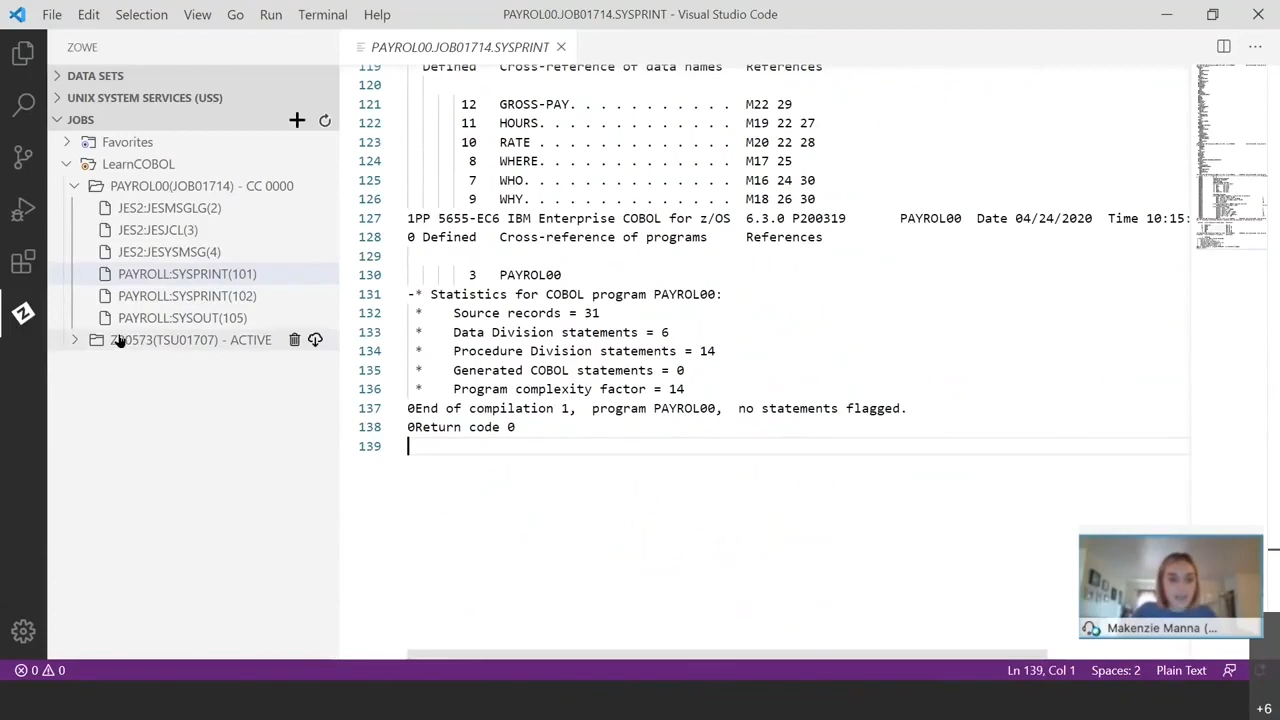 File Edit Selection View Go Run Terminal Help PAYROL00.JOB01714.SYSPRINT - Visual Studio Code
ZOWE
DATA SETS
UNIX SYSTEM SERVICES (USS)
JOBS
Favorites
LearnCOBOL
PAYROL00(JOB01714) - CC 0000
JES2:JESMSGLG(2)
JES2:JESJCL(3)
JES2:JESYSMSG(4)
PAYROLL:SYSPRINT(101)
PAYROLL:SYSPRINT(102)
PAYROLL:SYSOUT(105)
0573(TSU01707) - ACTIVE
PAYROL00.JOB01714.SYSPRINT
119 Defined Cross-reference of data names References
120
121 12 GROSS-PAY. . . . . . . . . . . M22 29
122 11 HOURS. . . . . . . . . . . . . M19 22 27
123 10 RATE . . . . . . . . . . . . . M20 22 28
124 8 WHERE. . . . . . . . . . . . . M17 25
125 7 WHO. . . . . . . . . . . . . . M16 24 30
126 9 WHY. . . . . . . . . . . . . . M18 26 30
127 1PP 5655-EC6 IBM Enterprise COBOL for z/OS 6.3.0 P200319 PAYROL00 Date 04/24/2020 Time 10:15:
128 0 Defined Cross-reference of programs References
129
130 3 PAYROL00
131 -* Statistics for COBOL program PAYROL00:
132 * Source records = 31
133 * Data Division statements = 6
134 * Procedure Division statements = 14
135 * Generated COBOL statements = 0
136 * Program complexity factor = 14
137 0End of compilation 1, program PAYROL00, no statements flagged.
138 0Return code 0
139
Makenzie Manna (...
0 0
Ln 139, Col 1 Spaces: 2 Plain Text
+6